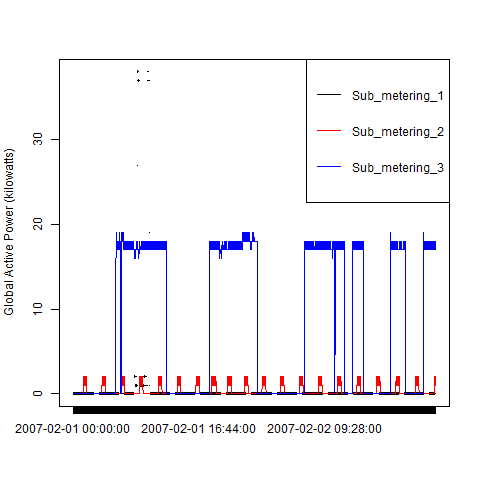 Global Active Power (kilowatts)
30
20
10
0
Sub_metering_1
Sub_metering_2
Sub_metering_3
2007-02-01 00:00:00 2007-02-01 16:44:00 2007-02-02 09:28:00